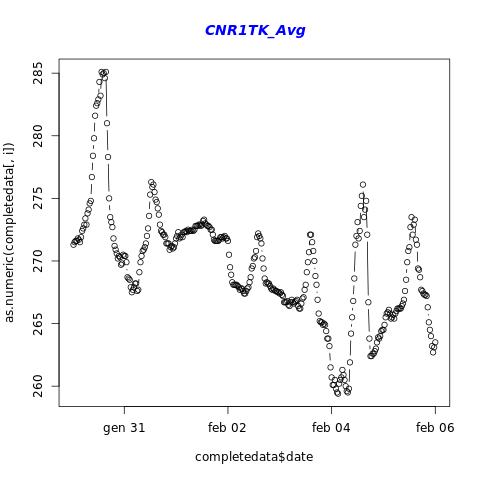 CNR1TK_Avg
as.numeric(completedata[, i])
285
280
275
270
265
260
gen 31
feb 02
feb 04
feb 06
completedata$date